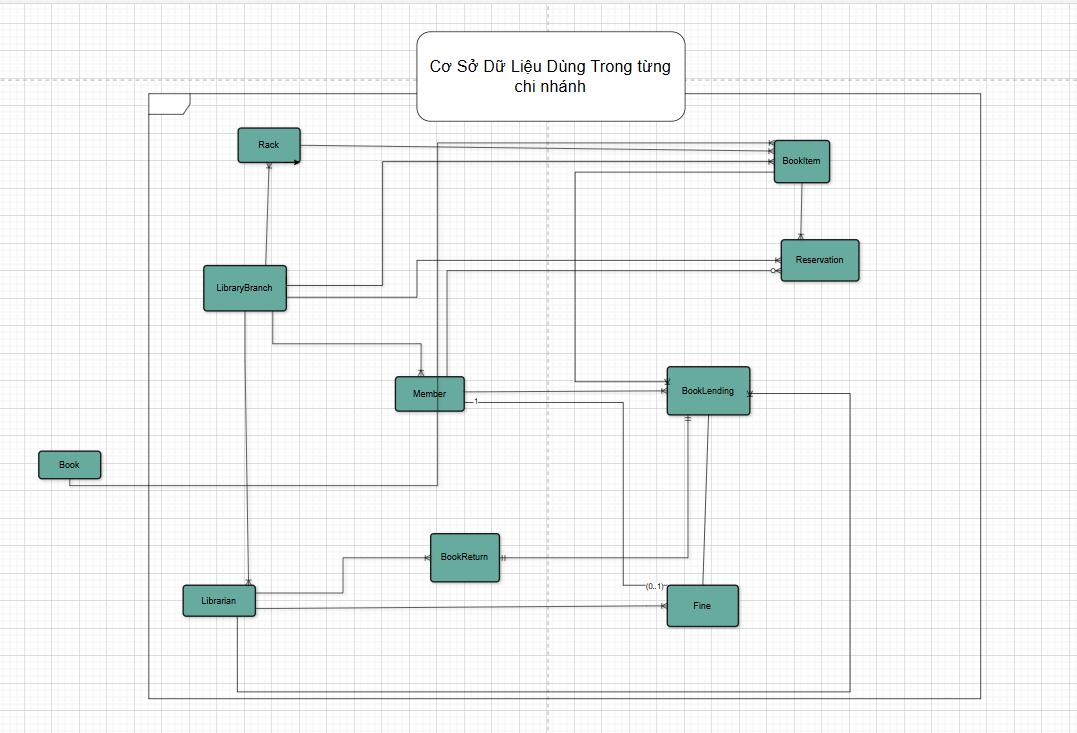 Cơ Sở Dữ Liệu Dùng Trong từng
chi nhánh
Rack
BookItem
Reservation
LibraryBranch
Member
1
BookLending
Book
BookReturn
(0..1)
Librarian
Fine